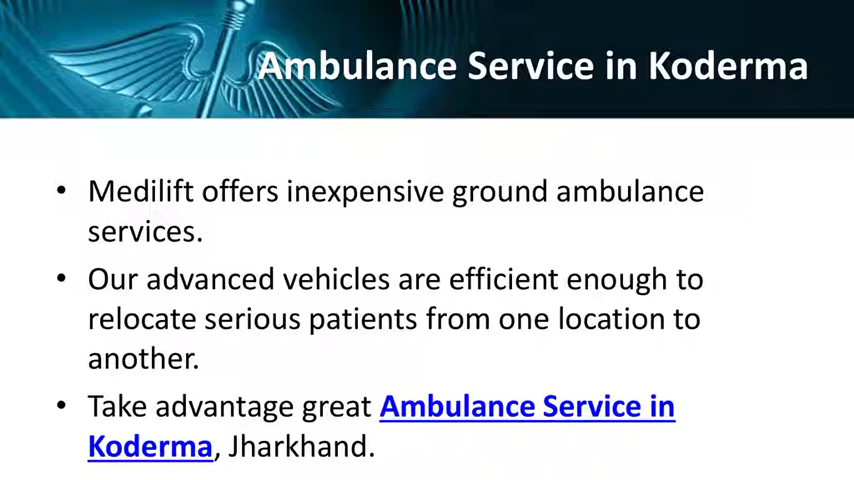 Ambulance Service in Koderma
• Medilift offers inexpensive ground ambulance
services.
• Our advanced vehicles are efficient enough to
relocate serious patients from one location to
another.
• Take advantage great Ambulance Service in
Koderma, Jharkhand.